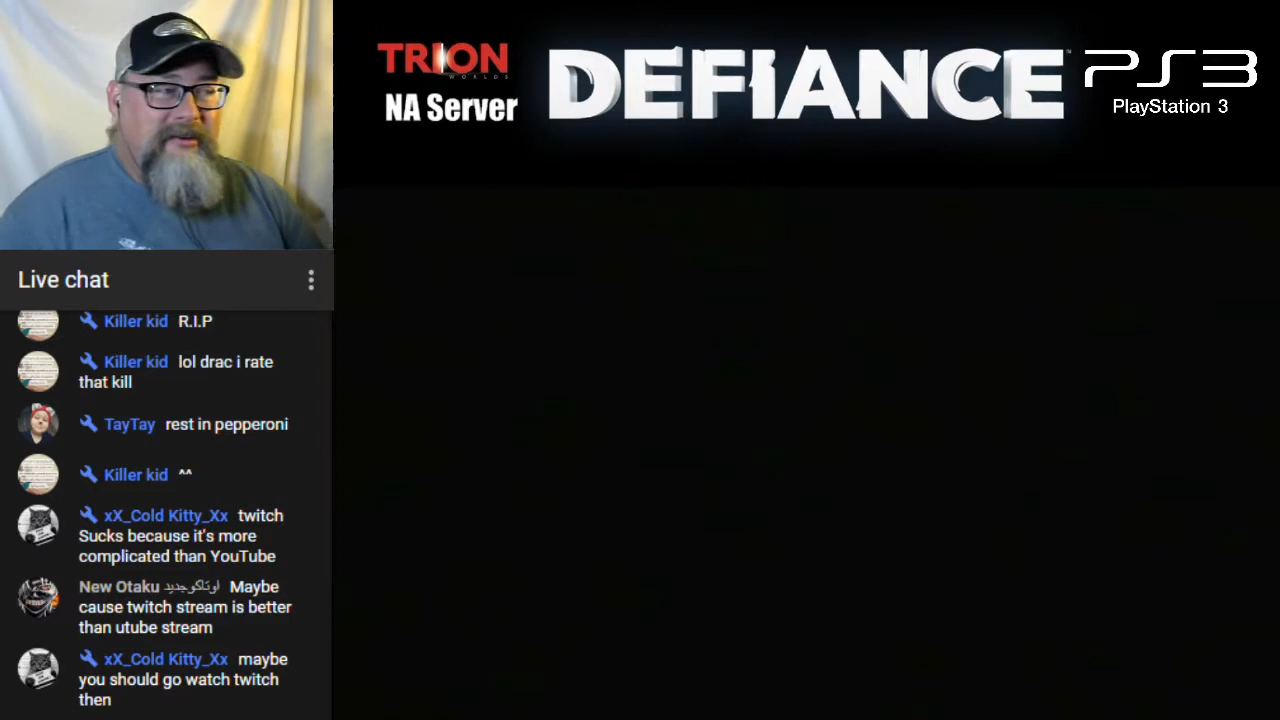 TRION
WORLDS
NA Server
DEFIANCE
™
PS3
PlayStation 3
Live chat
Killer kid R.I.P
Killer kid lol drac i rate
that kill
TayTay rest in pepperoni
Killer kid ^^
xX_Cold Kitty_Xx twitch
Sucks because it's more
complicated than YouTube
New Otaku اوتاكو جديد Maybe
cause twitch stream is better
than utube stream
xX_Cold Kitty_Xx maybe
you should go watch twitch
then